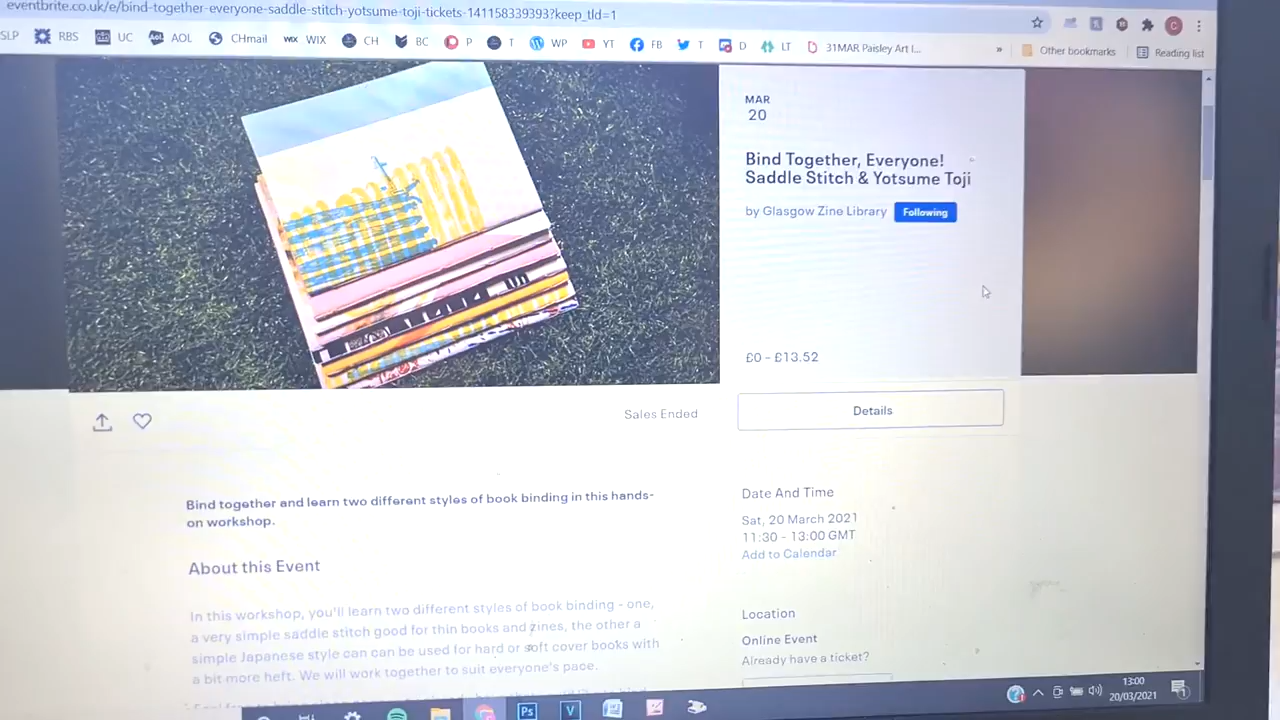 eventbrite.co.uk/e/bind-together-everyone-saddle-stitch-yotsume-toji-tickets-141158339393?keep_tld=1
SLP RBS UC AOL CHmail WIX CH BC P T WP YT FB T D LT 31MAR Paisley Art I... » Other bookmarks Reading list
MAR
20
Bind Together, Everyone!
Saddle Stitch & Yotsume Toji
by Glasgow Zine Library Following
£0 – £13.52
Sales Ended
Details
Bind together and learn two different styles of book binding in this hands-
on workshop.
About this Event
In this workshop, you'll learn two different styles of book binding - one,
a very simple saddle stitch good for thin books and zines, the other a
simple Japanese style can can be used for hard or soft cover books with
a bit more heft. We will work together to suit everyone's pace.
Date And Time
Sat, 20 March 2021
11:30 – 13:00 GMT
Add to Calendar
Location
Online Event
Already have a ticket?
13:00
20/03/2021